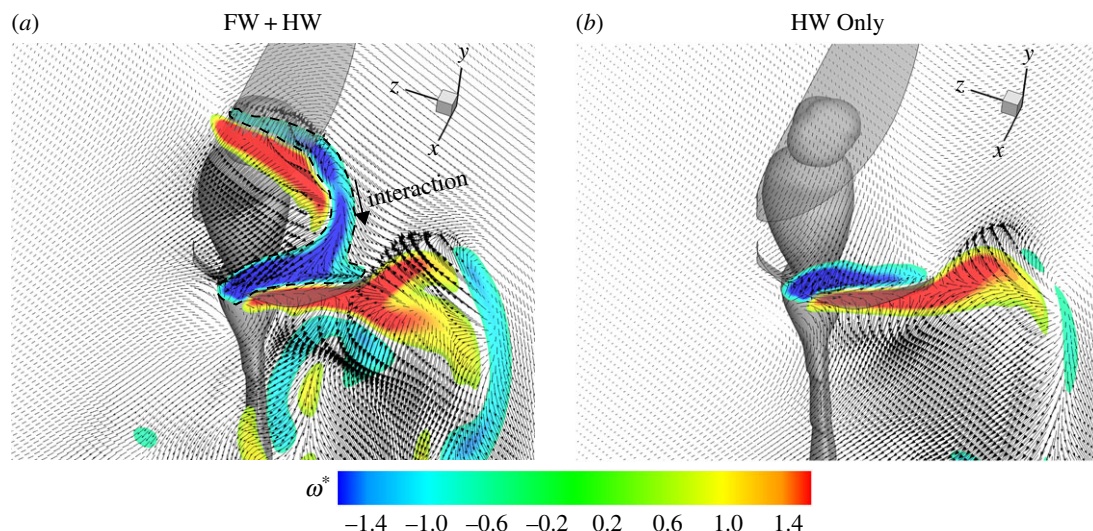 (a) FW + HW
(b) HW Only
y
z
x
interaction
y
z
x
ω*
–1.4 –1.0 –0.6 –0.2 0.2 0.6 1.0 1.4